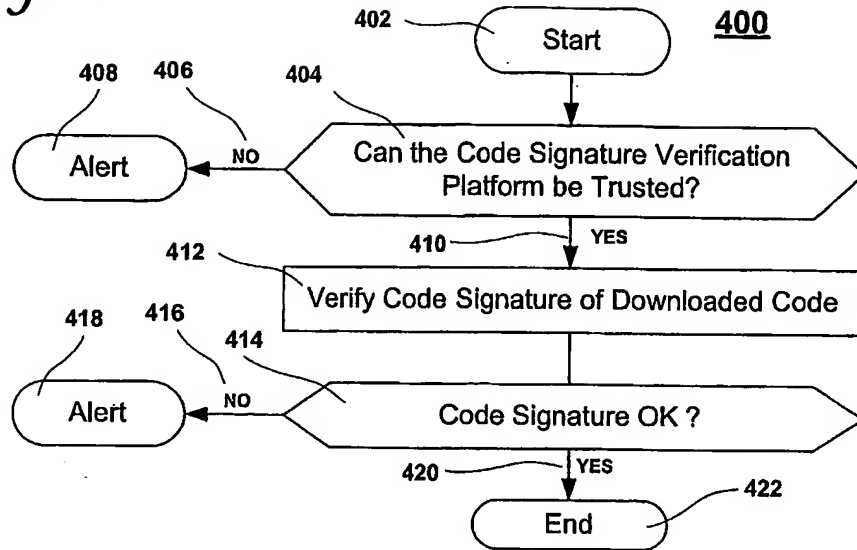 400
402
Start
406
408
404
Alert
NO
Can the Code Signature Verification
Platform be Trusted?
410
YES
412
Verify Code Signature of Downloaded Code
416
418
414
Alert
NO
Code Signature OK ?
420
YES
422
End